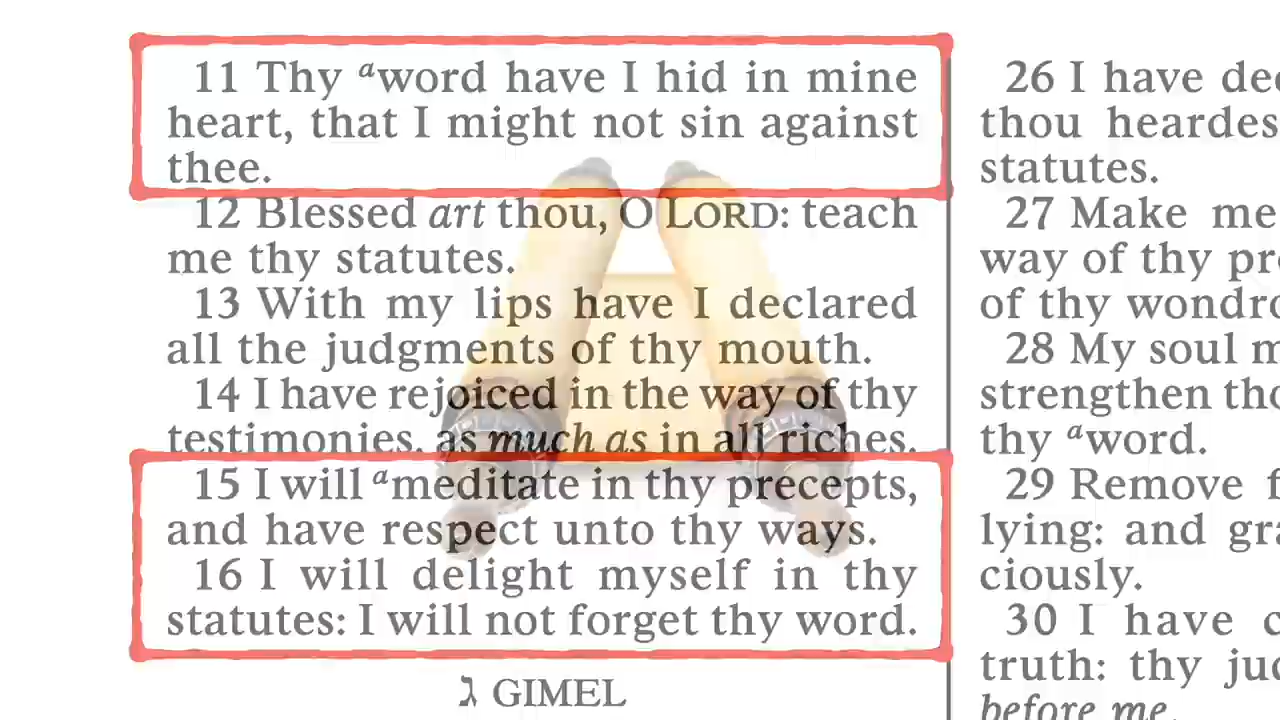 11 Thy ᵃword have I hid in mine
heart, that I might not sin against
thee.
12 Blessed art thou, O LORD: teach
me thy statutes.
13 With my lips have I declared
all the judgments of thy mouth.
14 I have rejoiced in the way of thy
testimonies, as much as in all riches.
15 I will ᵃmeditate in thy precepts,
and have respect unto thy ways.
16 I will delight myself in thy
statutes: I will not forget thy word.
ג GIMEL
26 I have
thou
statutes.
27 Make me
way of thy
of thy
28 My soul
strengthen
thy ᵃword.
29 Remove
lying: and
ciously.
30 I have
truth: thy
before me.